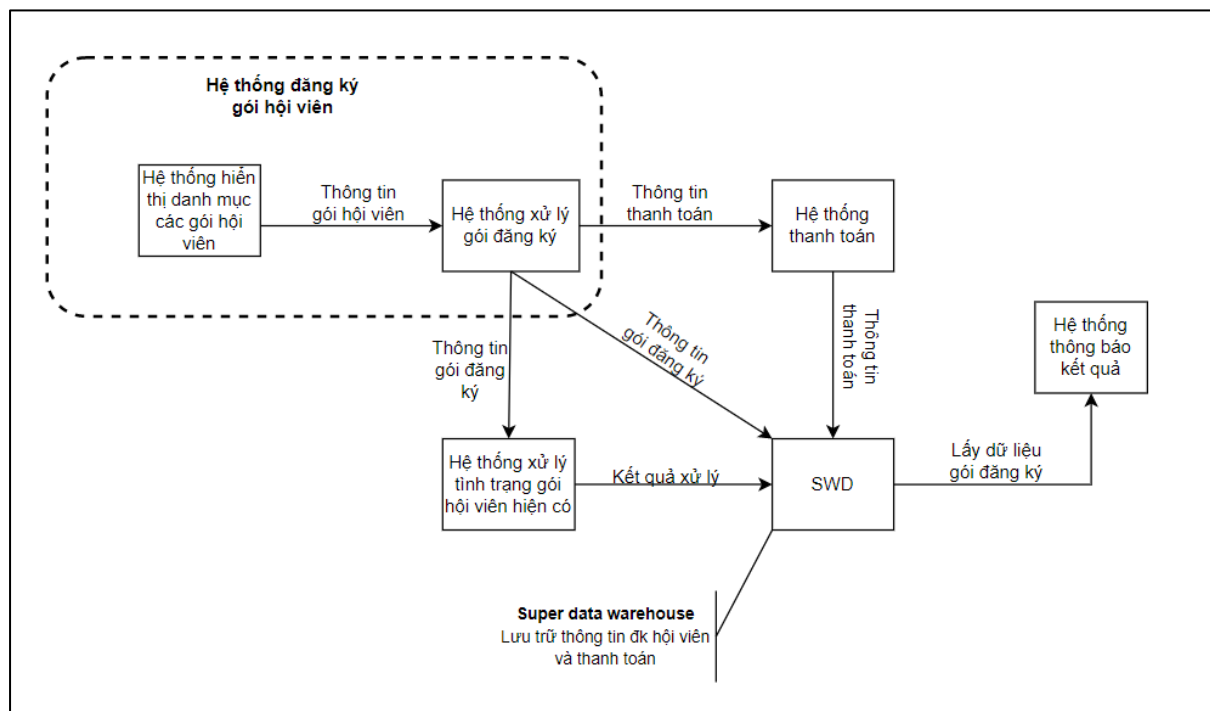 Hệ thống đăng ký
gói hội viên
Hệ thống hiển
thị danh mục
các gói hội
viên
Thông tin
gói hội viên
Hệ thống xử lý
gói đăng ký
Thông tin
thanh toán
Hệ thống
thanh toán
Thông tin
gói đăng
ký
Thông tin
gói đăng ký
Thông tin
thanh toán
Hệ thống
thông báo
kết quả
Hệ thống xử lý
tình trạng gói
hội viên hiện có
Kết quả xử lý
SWD
Lấy dữ liệu
gói đăng ký
Super data warehouse
Lưu trữ thông tin đk hội viên
và thanh toán